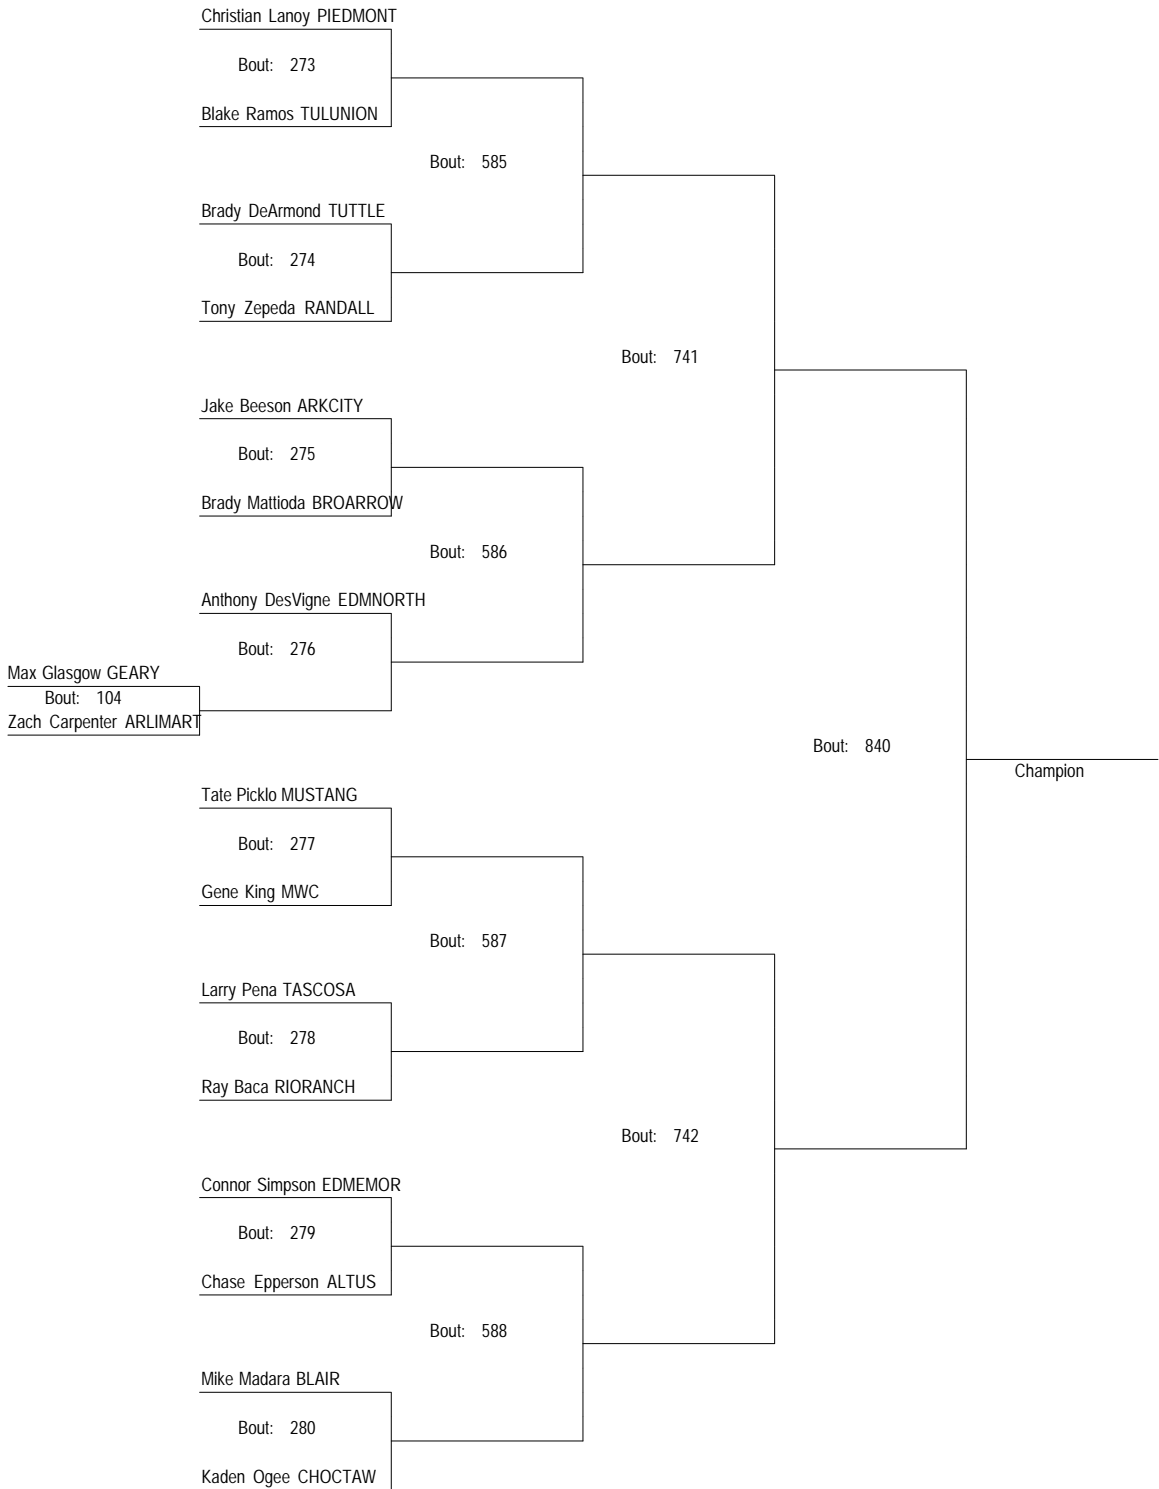 Christian Lanoy PIEDMONT
Bout: 273
Blake Ramos TULUNION
Bout: 585
Brady DeArmond TUTTLE
Bout: 274
Tony Zepeda RANDALL
Bout: 741
Jake Beeson ARKCITY
Bout: 275
Brady Mattioda BROARROW
Bout: 586
Anthony DesVigne EDMNORTH
Bout: 276
Max Glasgow GEARY
Bout: 104
Zach Carpenter ARLIMART
Bout: 840
Champion
Tate Picklo MUSTANG
Bout: 277
Gene King MWC
Bout: 587
Larry Pena TASCOSA
Bout: 278
Ray Baca RIORANCH
Bout: 742
Connor Simpson EDMEMOR
Bout: 279
Chase Epperson ALTUS
Bout: 588
Mike Madara BLAIR
Bout: 280
Kaden Ogee CHOCTAW